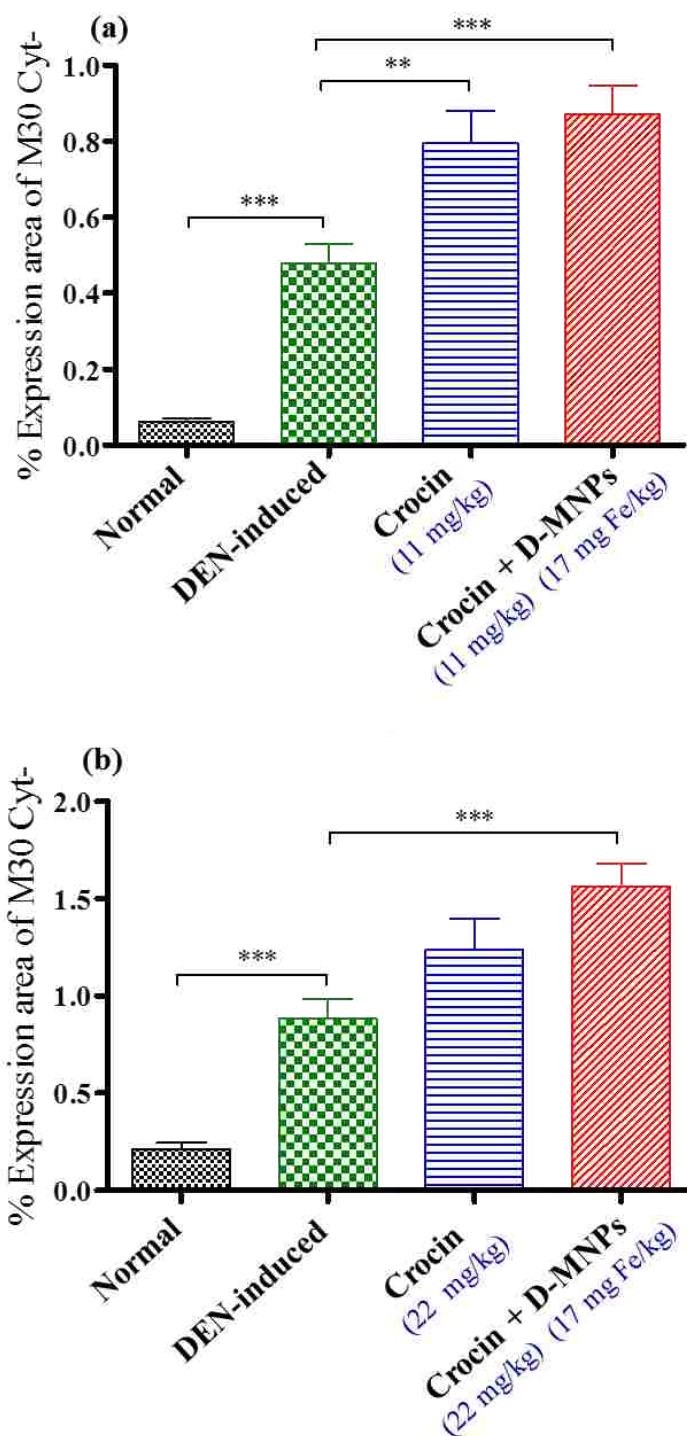 (a)
% Expression area of M30 Cyt-
1.0
0.8
0.6
0.4
0.2
0.0
***
**
***
Normal
DEN-induced
Crocin
(11 mg/kg)
Crocin + D-MNPs
(11 mg/kg) (17 mg Fe/kg)
(b)
% Expression area of M30 Cyt-
2.0
1.5
1.0
0.5
0.0
***
***
Normal
DEN-induced
Crocin
(22 mg/kg)
Crocin + D-MNPs
(22 mg/kg) (17 mg Fe/kg)